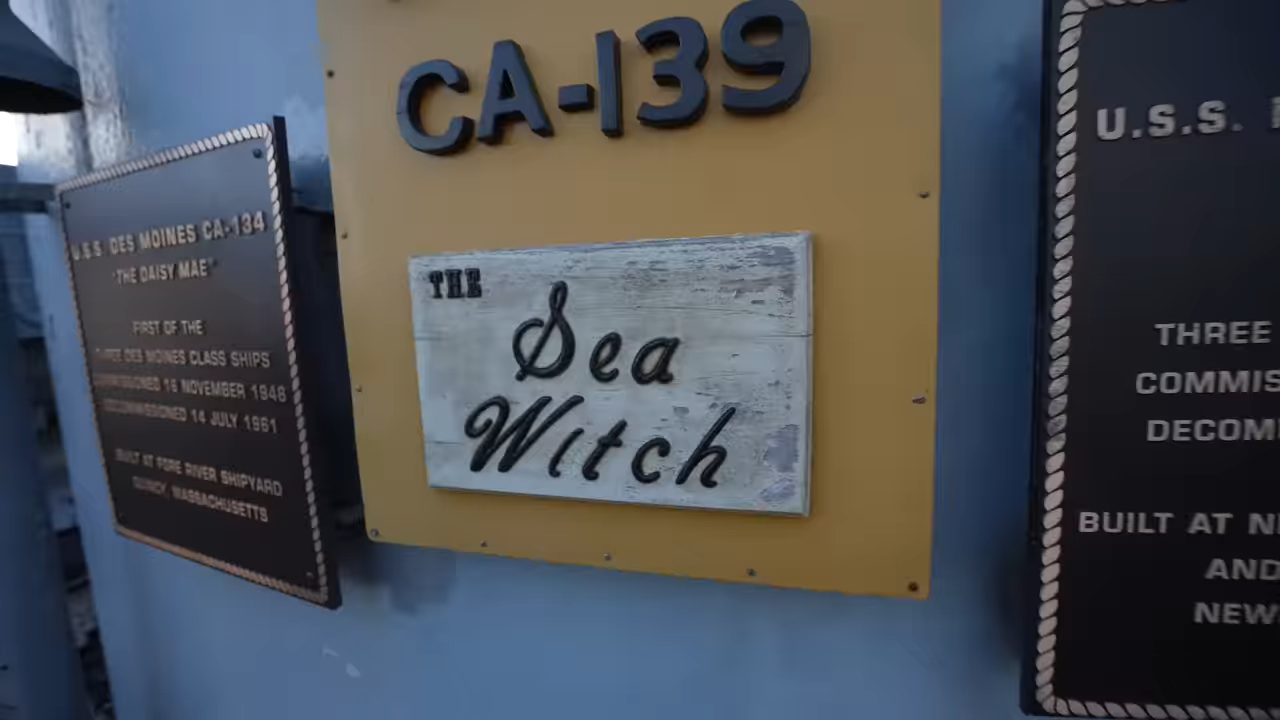 U.S.S. DES MOINES CA-134
"THE DAISY MAE"
FIRST OF THE
THREE DES MOINES CLASS SHIPS
COMMISSIONED 16 NOVEMBER 1948
DECOMMISSIONED 14 JULY 1961
BUILT AT FORE RIVER SHIPYARD
QUINCY, MASSACHUSETTS
CA-139
THE
Sea
Witch
U.S.S.
THREE
COMMIS
DECOM
BUILT AT N
AND
NEW